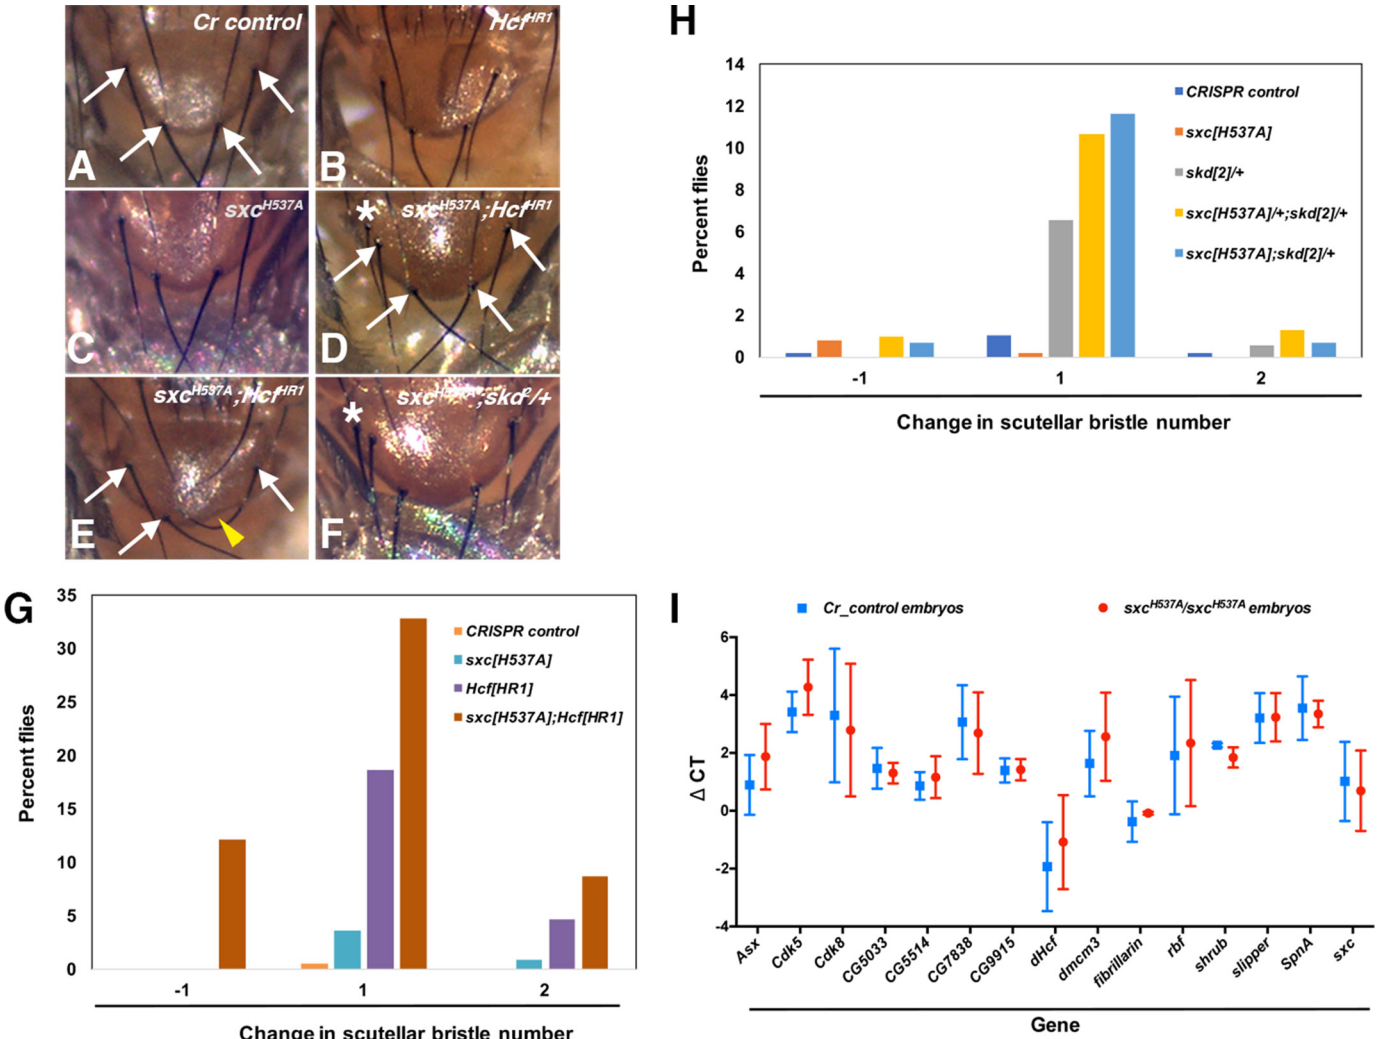 Cr control
A
Hcf^HR1
B
sxc^H537A
C
* sxc^H537A;Hcf^HR1
D
sxc^H537A;Hcf^HR1
E
* sxc^H537A;skd^2/+
F
H
14
12
10
8
6
4
2
0
Percent flies
CRISPR control
sxc[H537A]
skd[2]/+
sxc[H537A]/+;skd[2]/+
sxc[H537A];skd[2]/+
-1 1 2
Change in scutellar bristle number
G
35
30
25
20
15
10
5
0
Percent flies
CRISPR control
sxc[H537A]
Hcf[HR1]
sxc[H537A];Hcf[HR1]
-1 1 2
Change in scutellar bristle number
I
Cr_control embryos
sxc^H537A/sxc^H537A embryos
6
4
2
0
-2
-4
Δ CT
Asx Cdk5 Cdk8 CG5033 CG5514 CG7838 CG9915 dHcf dmcm3 fibrillarin rbf shrub slipper SpnA sxc
Gene